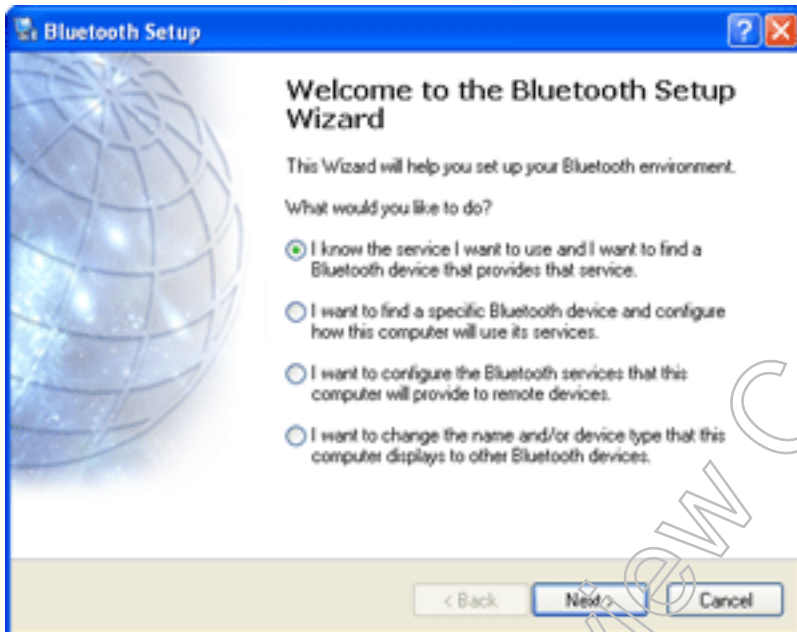 Bluetooth Setup
Welcome to the Bluetooth Setup
Wizard
This Wizard will help you set up your Bluetooth environment.
What would you like to do?
I know the service I want to use and I want to find a
Bluetooth device that provides that service.
I want to find a specific Bluetooth device and configure
how this computer will use its services.
I want to configure the Bluetooth services that this
computer will provide to remote devices.
I want to change the name and/or device type that this
computer displays to other Bluetooth devices.
< Back Next > Cancel